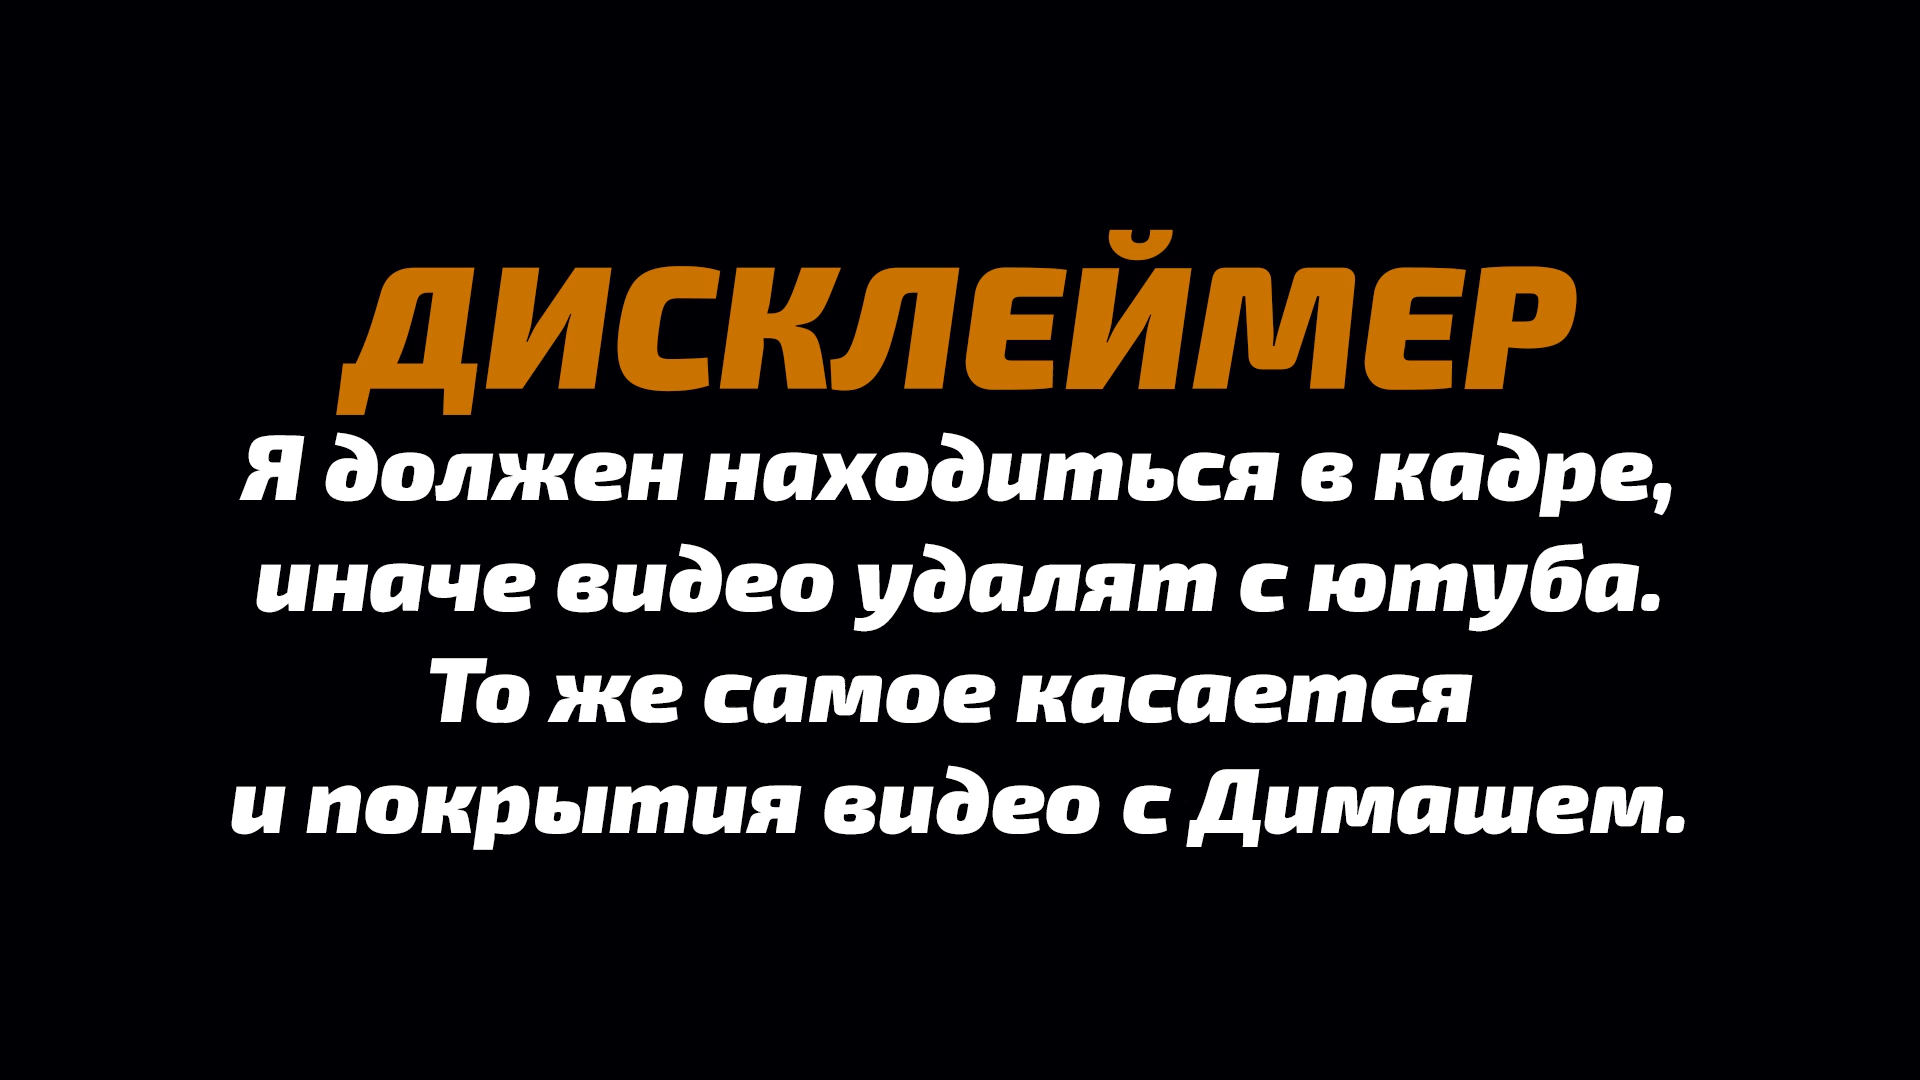 ДИСКЛЕЙМЕР
Я должен находиться в кадре,
иначе видео удалят с ютуба.
То же самое касается
и покрытия видео с Димашем.